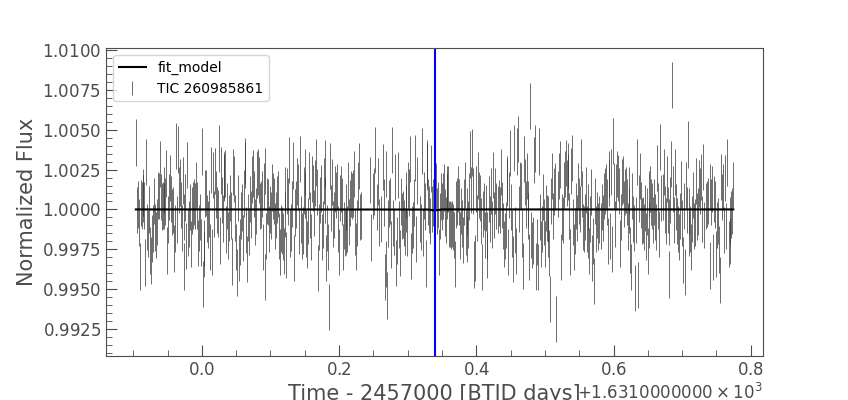 1.0100
1.0075
1.0050
1.0025
1.0000
0.9975
0.9950
0.9925
Normalized Flux
fit_model
TIC 260985861
0.0 0.2 0.4 0.6 0.8
Time - 2457000 [BTJD days]
+1.6310000000 × 10³